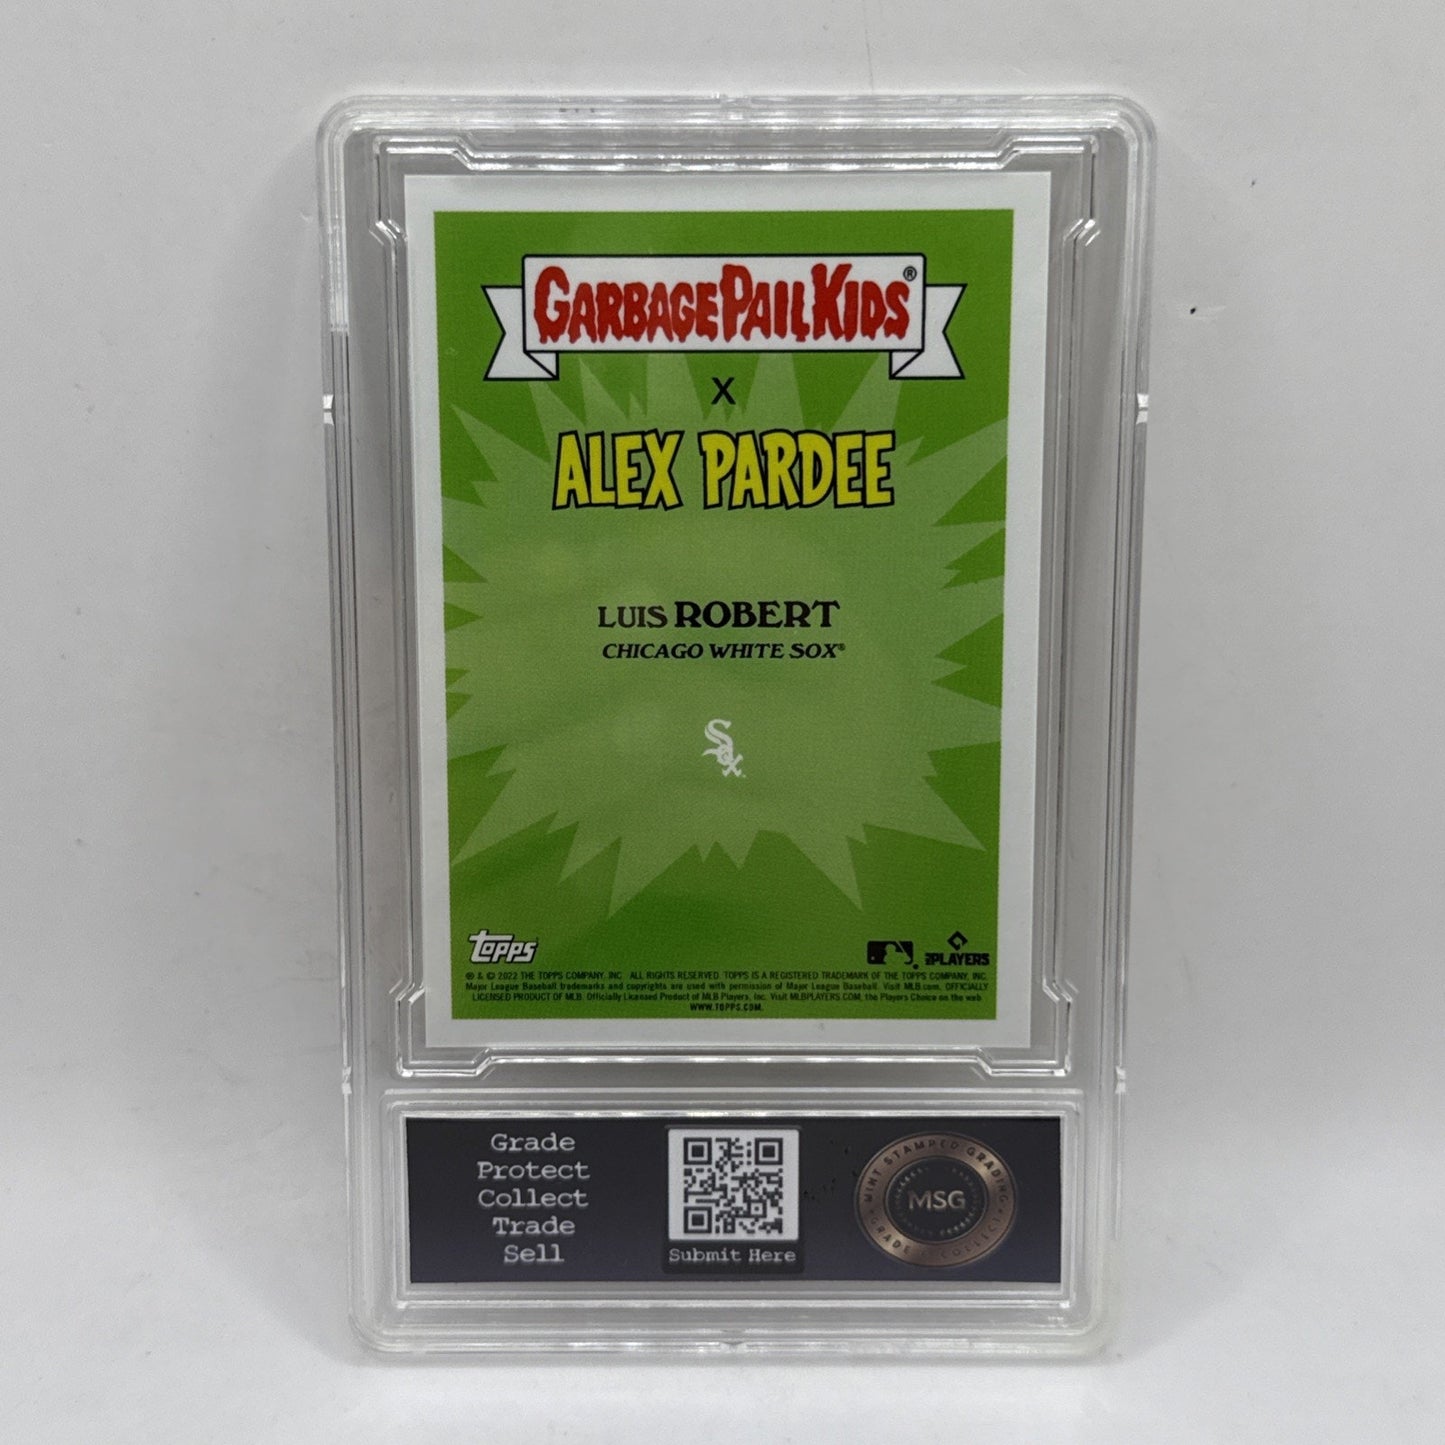 GARBAGE PAIL KIDS®
X
ALEX PARDEE
LUIS ROBERT
CHICAGO WHITE SOX®
Sox
topps
MLB PLAYERS
® & © 2022 THE TOPPS COMPANY, INC. ALL RIGHTS RESERVED. TOPPS IS A REGISTERED TRADEMARK OF THE TOPPS COMPANY, INC.
Major League Baseball trademarks and copyrights are used with permission of Major League Baseball. Visit MLB.com. OFFICIALLY
LICENSED PRODUCT OF MLB. Officially Licensed Product of MLB Players, Inc. Visit MLBPLAYERS.COM, the Players Choice on the web
WWW.TOPPS.COM.
Grade
Protect
Collect
Trade
Sell
Submit Here
MINT STAMPED GRADING
MSG
GRADE COLLECT